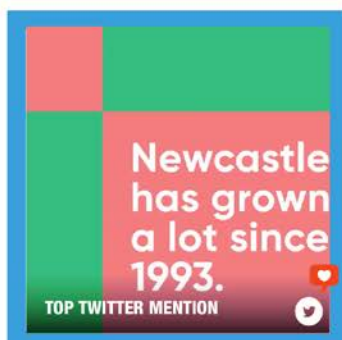 Newcastle
has grown
a lot since
1993.
TOP TWITTER MENTION